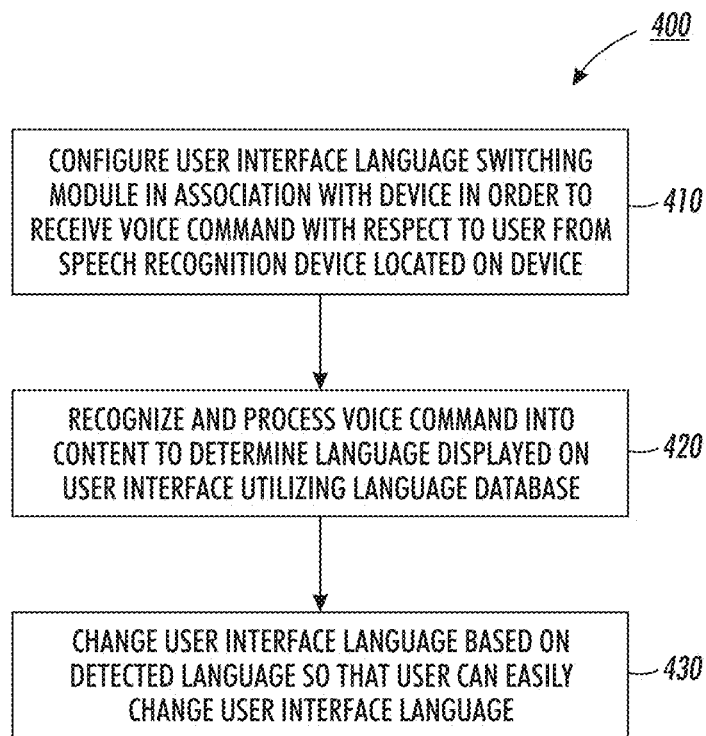 400
CONFIGURE USER INTERFACE LANGUAGE SWITCHING
MODULE IN ASSOCIATION WITH DEVICE IN ORDER TO
RECEIVE VOICE COMMAND WITH RESPECT TO USER FROM
SPEECH RECOGNITION DEVICE LOCATED ON DEVICE
410
RECOGNIZE AND PROCESS VOICE COMMAND INTO
CONTENT TO DETERMINE LANGUAGE DISPLAYED ON
USER INTERFACE UTILIZING LANGUAGE DATABASE
420
CHANGE USER INTERFACE LANGUAGE BASED ON
DETECTED LANGUAGE SO THAT USER CAN EASILY
CHANGE USER INTERFACE LANGUAGE
430